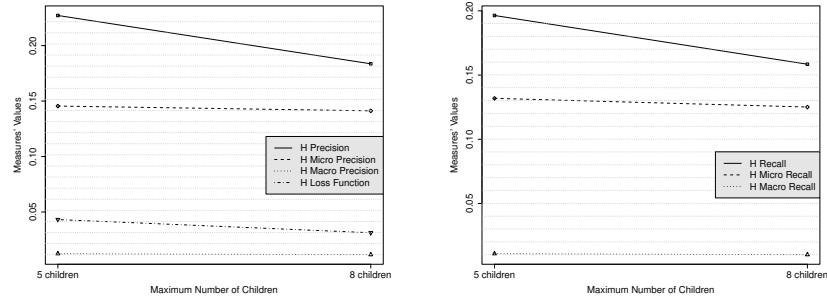 Measures' Values
0.20
0.15
0.10
0.05
H Precision
H Micro Precision
H Macro Precision
H Loss Function
5 children
8 children
Maximum Number of Children
Measures' Values
0.20
0.15
0.10
0.05
H Recall
H Micro Recall
H Macro Recall
5 children
8 children
Maximum Number of Children